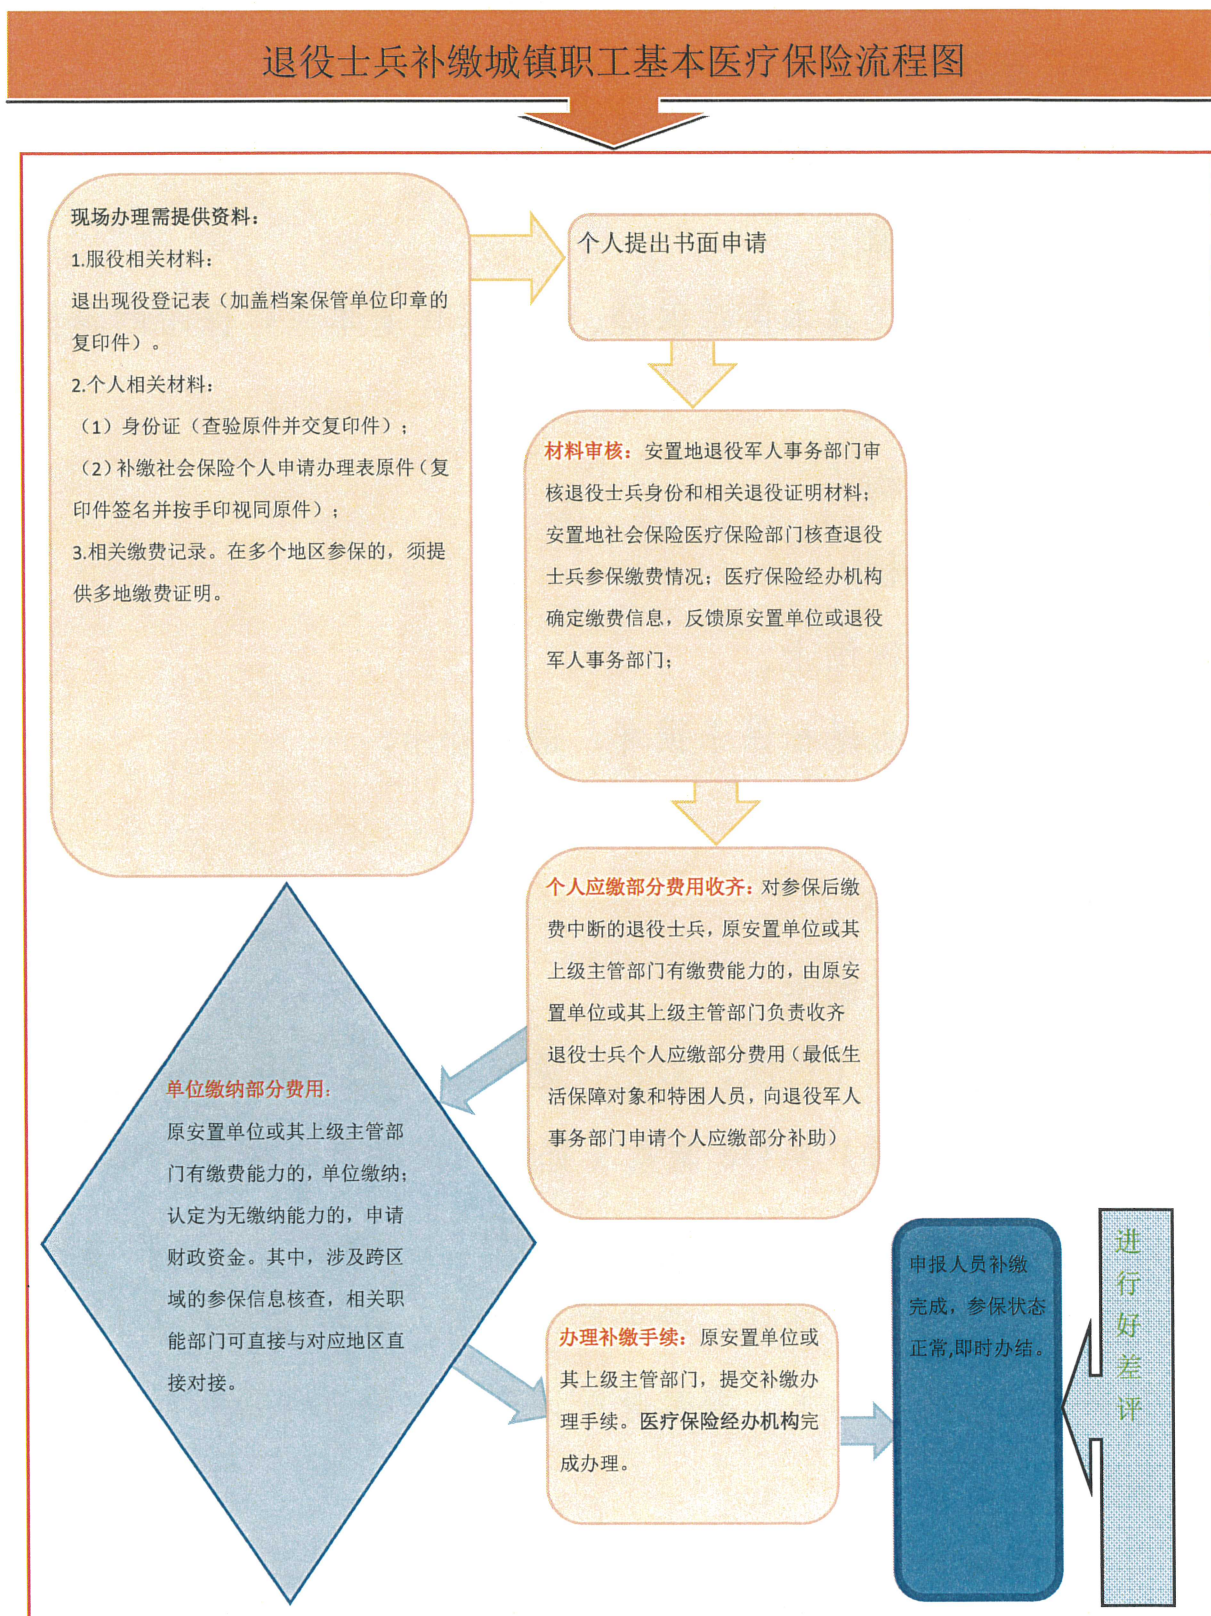 退役士兵补缴城镇职工基本医疗保险流程图
现场办理需提供资料：
1.服役相关材料：
退出现役登记表（加盖档案保管单位印章的
复印件）。
2.个人相关材料：
（1）身份证（查验原件并交复印件）；
（2）补缴社会保险个人申请办理表原件（复
印件签名并按手印视同原件）；
3.相关缴费记录。在多个地区参保的，须提
供多地缴费证明。
个人提出书面申请
材料审核：安置地退役军人事务部门审
核退役士兵身份和相关退役证明材料；
安置地社会保险医疗保险部门核查退役
士兵参保缴费情况；医疗保险经办机构
确定缴费信息，反馈原安置单位或退役
军人事务部门；
个人应缴部分费用收齐：对参保后缴
费中断的退役士兵，原安置单位或其
上级主管部门有缴费能力的，由原安
置单位或其上级主管部门负责收齐
退役士兵个人应缴部分费用（最低生
活保障对象和特困人员，向退役军人
事务部门申请个人应缴部分补助）
单位缴纳部分费用：
原安置单位或其上级主管部
门有缴费能力的，单位缴纳；
认定为无缴纳能力的，申请
财政资金。其中，涉及跨区
域的参保信息核查，相关职
能部门可直接与对应地区直
接对接。
办理补缴手续：原安置单位或
其上级主管部门，提交补缴办
理手续。医疗保险经办机构完
成办理。
申报人员补缴
完成，参保状态
正常,即时办结。
进
行
好
差
评